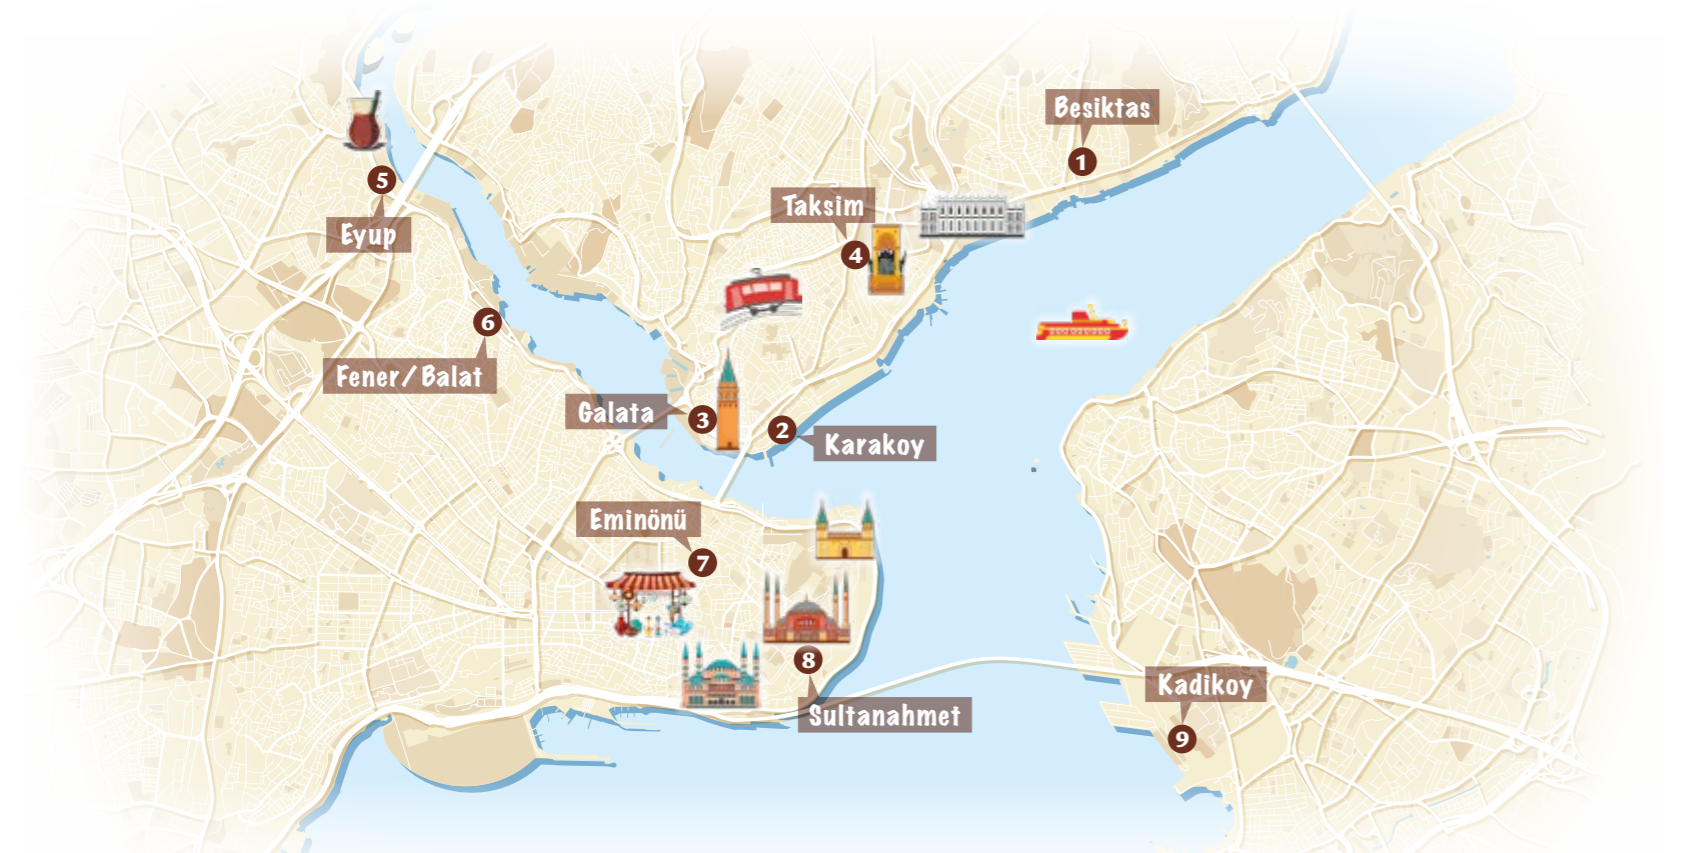 Besiktas
1
5
Taksim
Eyup
4
6
Fener/Balat
Galata
3
2
Karakoy
Eminönü
7
8
Kadikoy
Sultanahmet
9